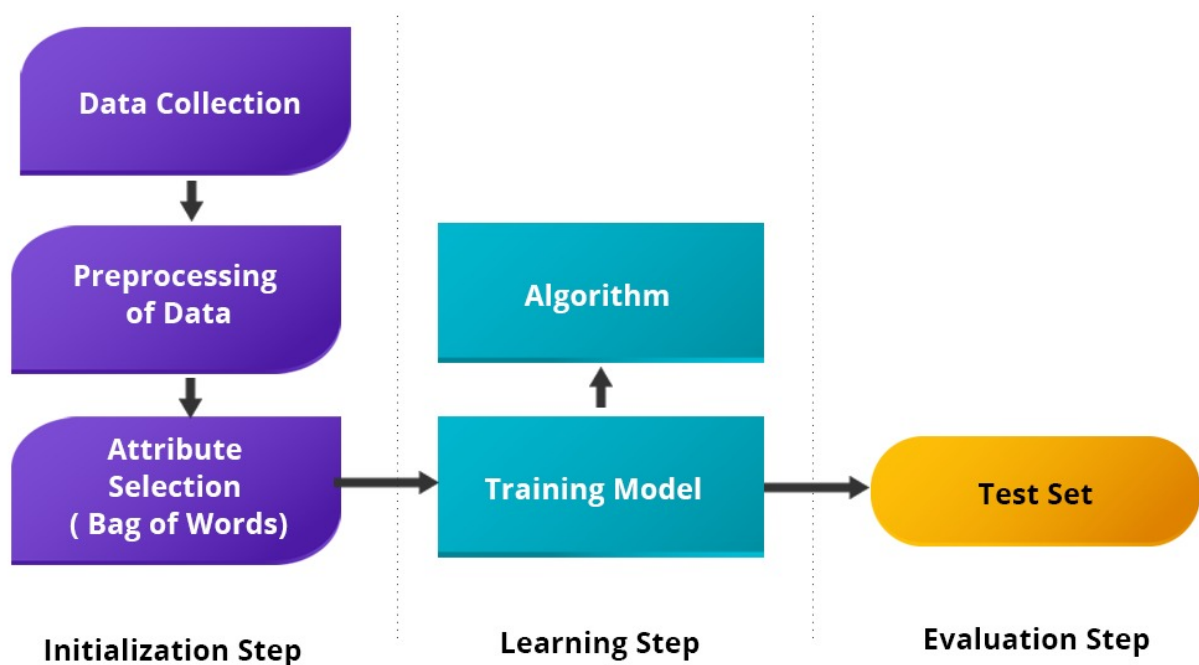 Data Collection
Preprocessing
of Data
Attribute
Selection
( Bag of Words)
Initialization Step
Algorithm
Training Model
Learning Step
Test Set
Evaluation Step